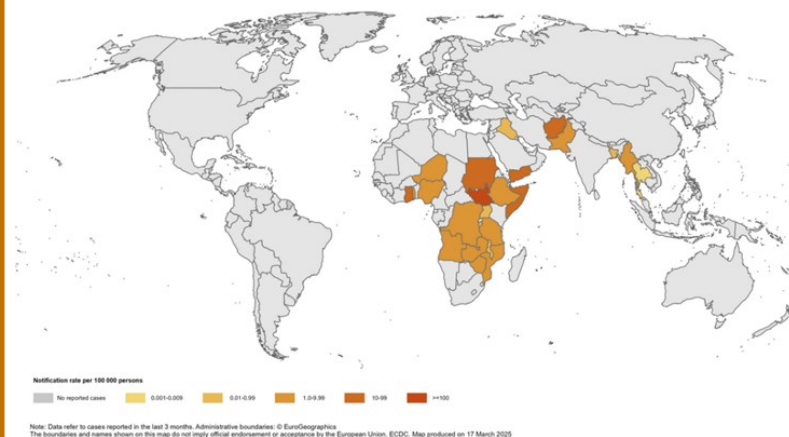 Notification rate per 100 000 persons
No reported cases 0.001-0.009 0.01-0.99 1.0-9.99 10-99 >=100
Note: Data refer to cases reported in the last 3 months. Administrative boundaries: © EuroGeographics
The boundaries and names shown on this map do not imply official endorsement or acceptance by the European Union. ECDC. Map produced on 17 March 2025